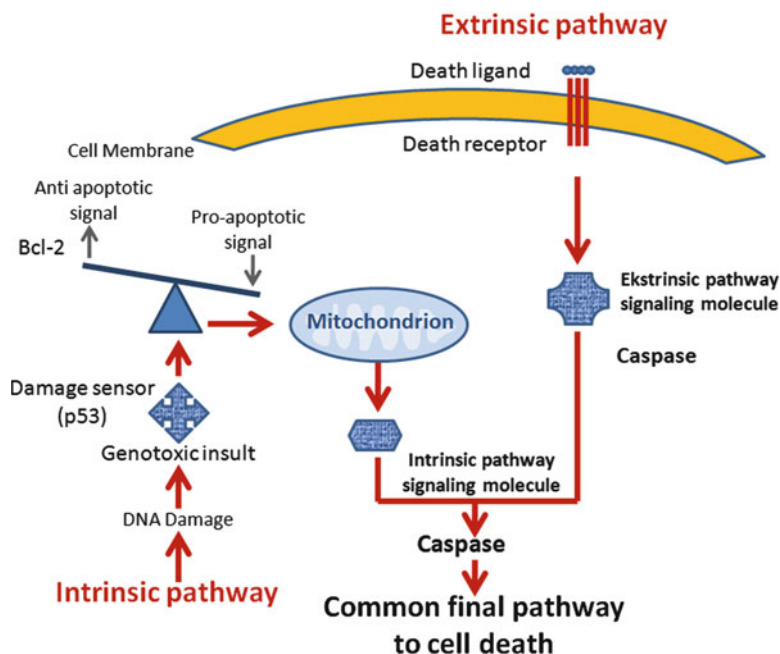 Extrinsic pathway
Death ligand
Death receptor
Cell Membrane
Anti apoptotic
signal
Pro-apoptotic
signal
Bcl-2
Ekstrinsic pathway
signaling molecule
Mitochondrion
Caspase
Damage sensor
(p53)
Genotoxic insult
Intrinsic pathway
signaling molecule
DNA Damage
Caspase
Intrinsic pathway
Common final pathway
to cell death